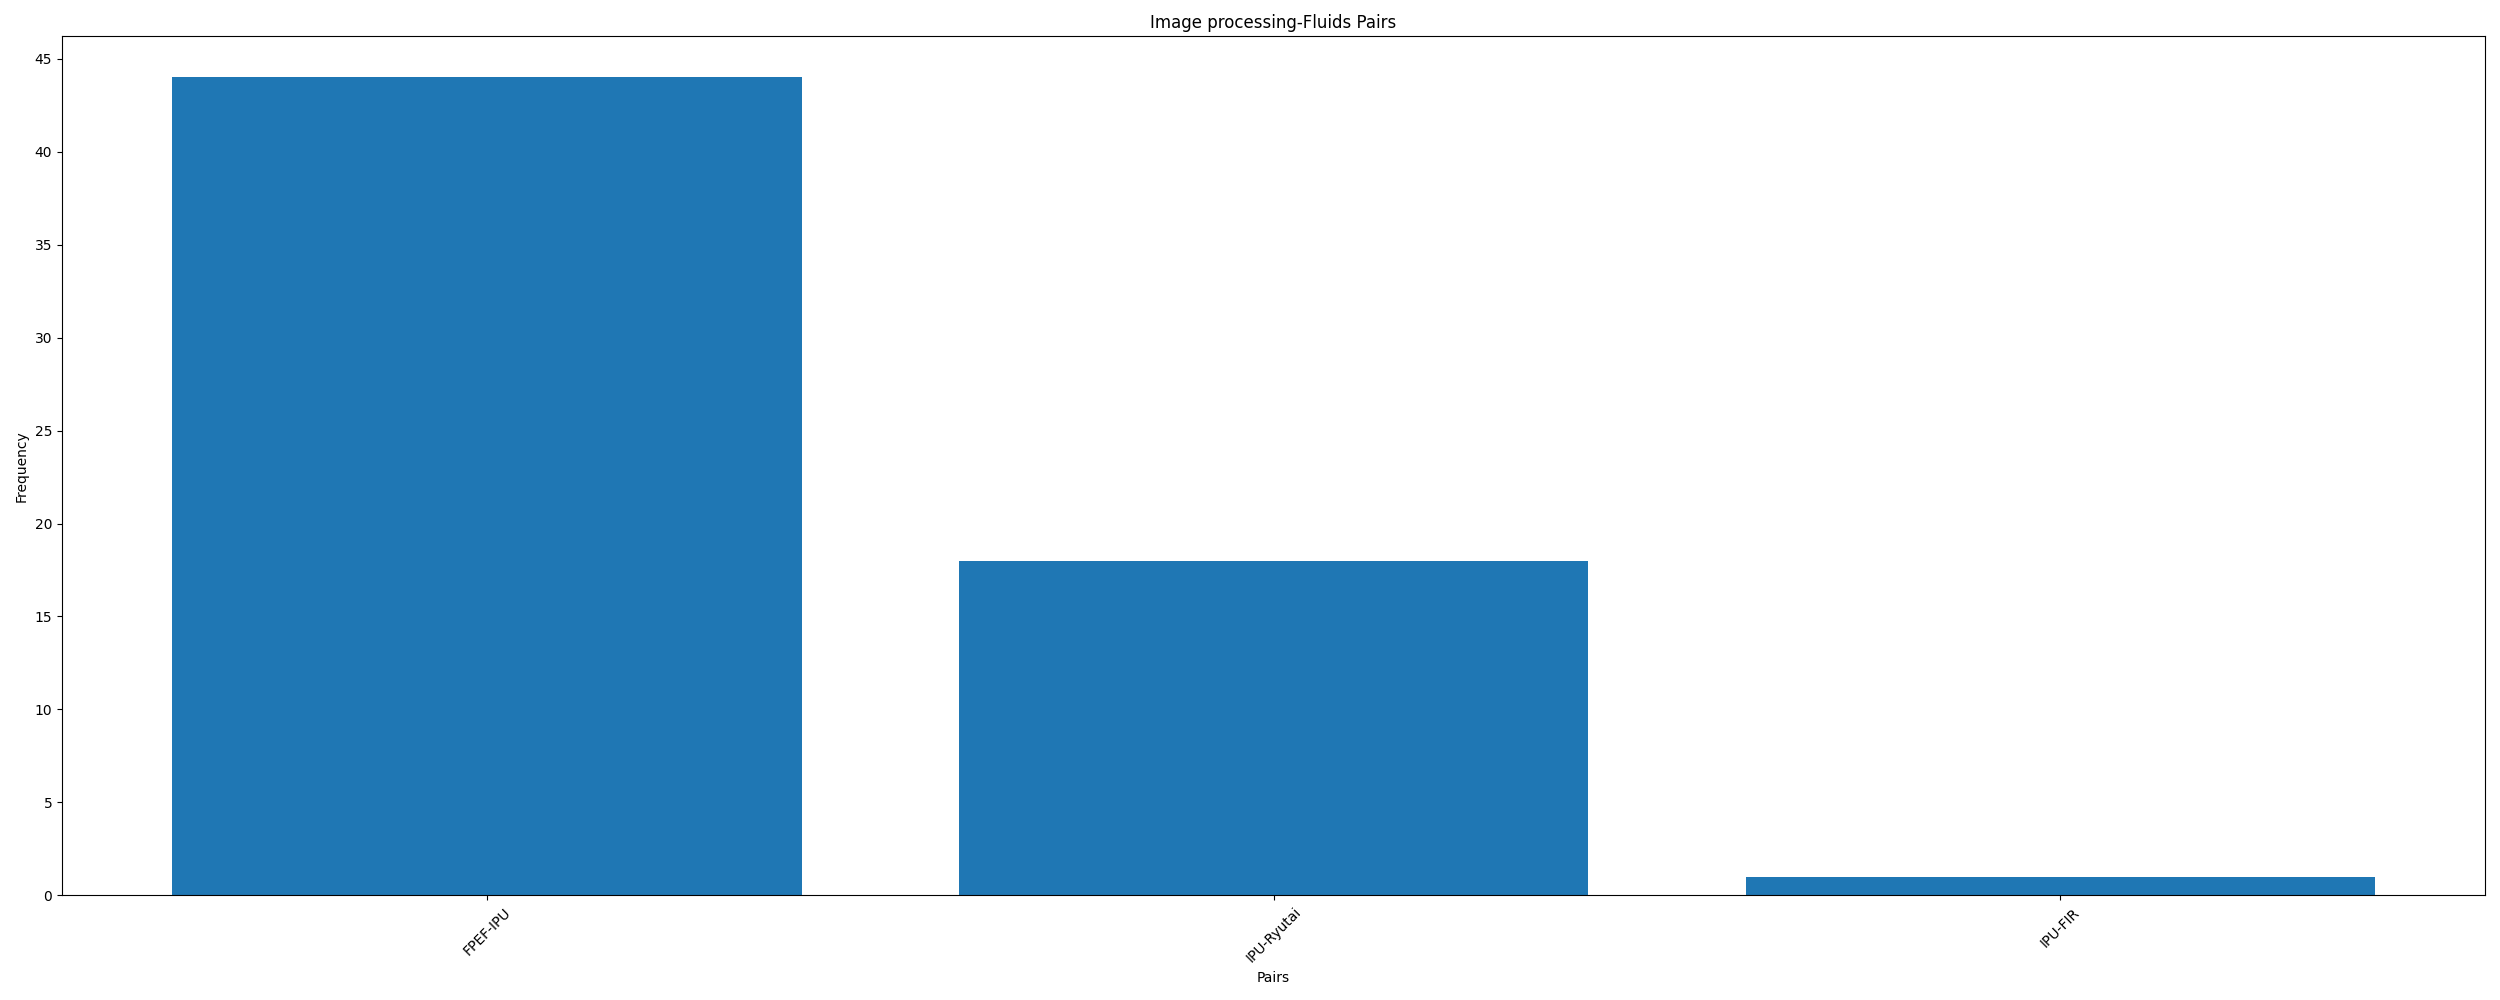 Image processing-Fluids Pairs
45
40
35
30
25
20
15
10
5
0
Frequency
FPEF-IPU
IPU-Ryutai
IPU-FIR
Pairs